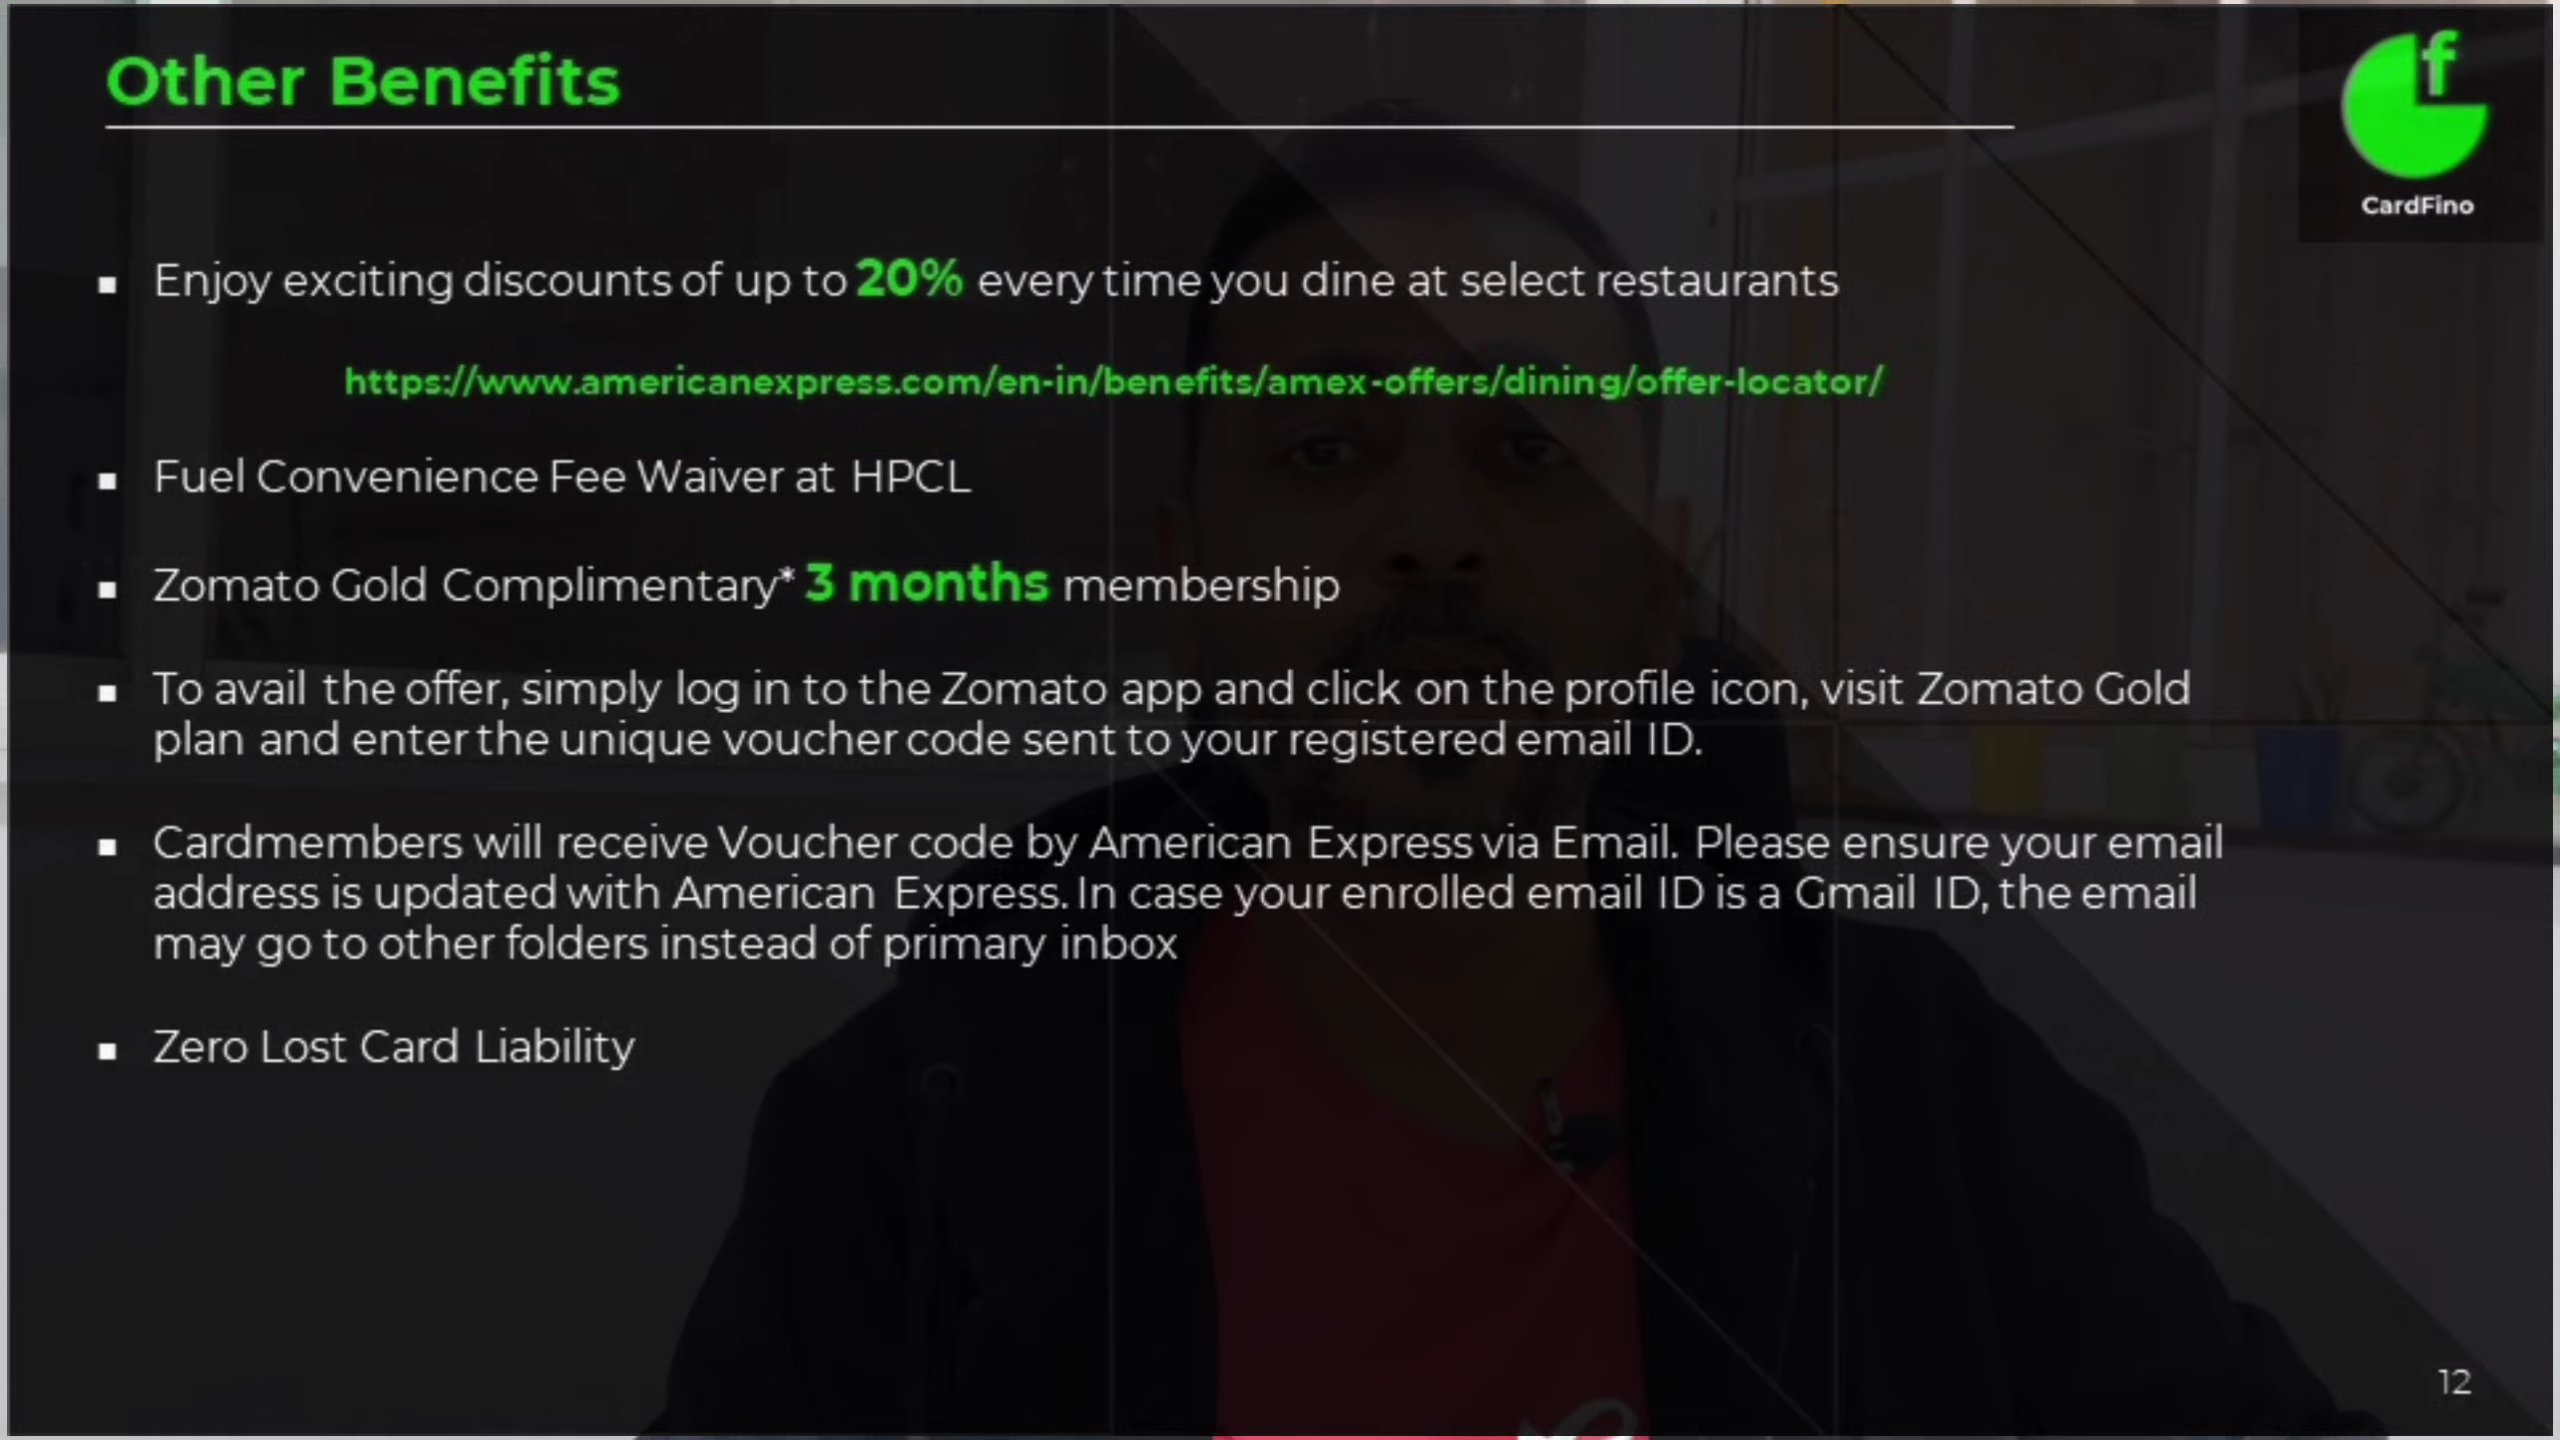 Other Benefits
f
CardFino
Enjoy exciting discounts of up to 20% every time you dine at select restaurants
https://www.americanexpress.com/en-in/benefits/amex-offers/dining/offer-locator/
Fuel Convenience Fee Waiver at HPCL
Zomato Gold Complimentary* 3 months membership
To avail the offer, simply log in to the Zomato app and click on the profile icon, visit Zomato Gold
plan and enter the unique voucher code sent to your registered email ID.
Cardmembers will receive Voucher code by American Express via Email. Please ensure your email
address is updated with American Express. In case your enrolled email ID is a Gmail ID, the email
may go to other folders instead of primary inbox
Zero Lost Card Liability
12